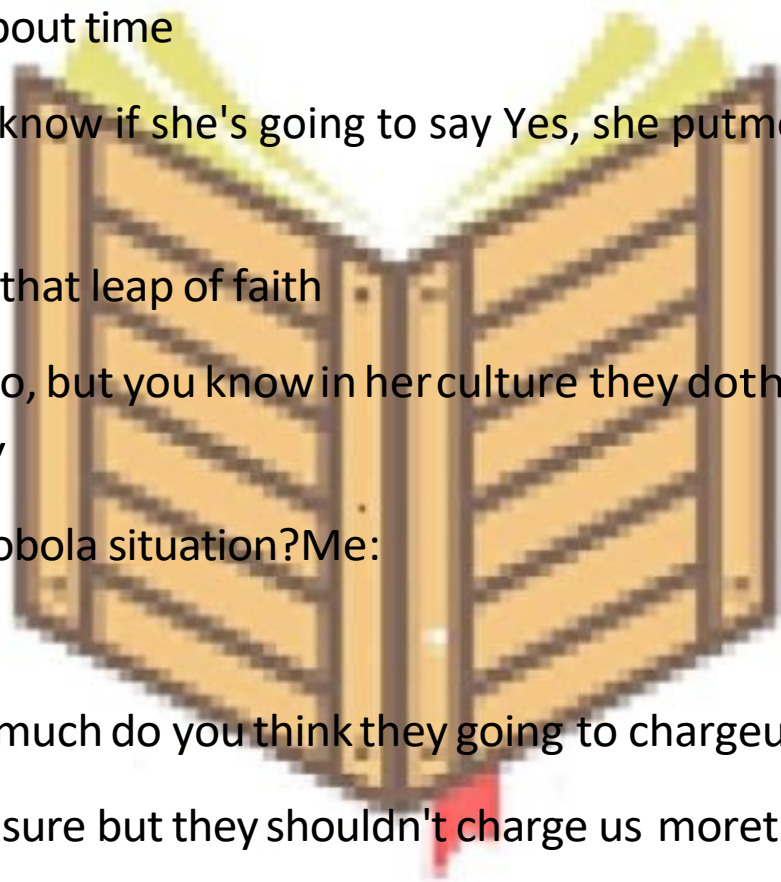 bout time
know if she's going to say Yes, she putme
that leap of faith
o, but you know in her culture they doth
y
obola situation?Me:
much do you think they going to chargeu
sure but they shouldn't charge us moret